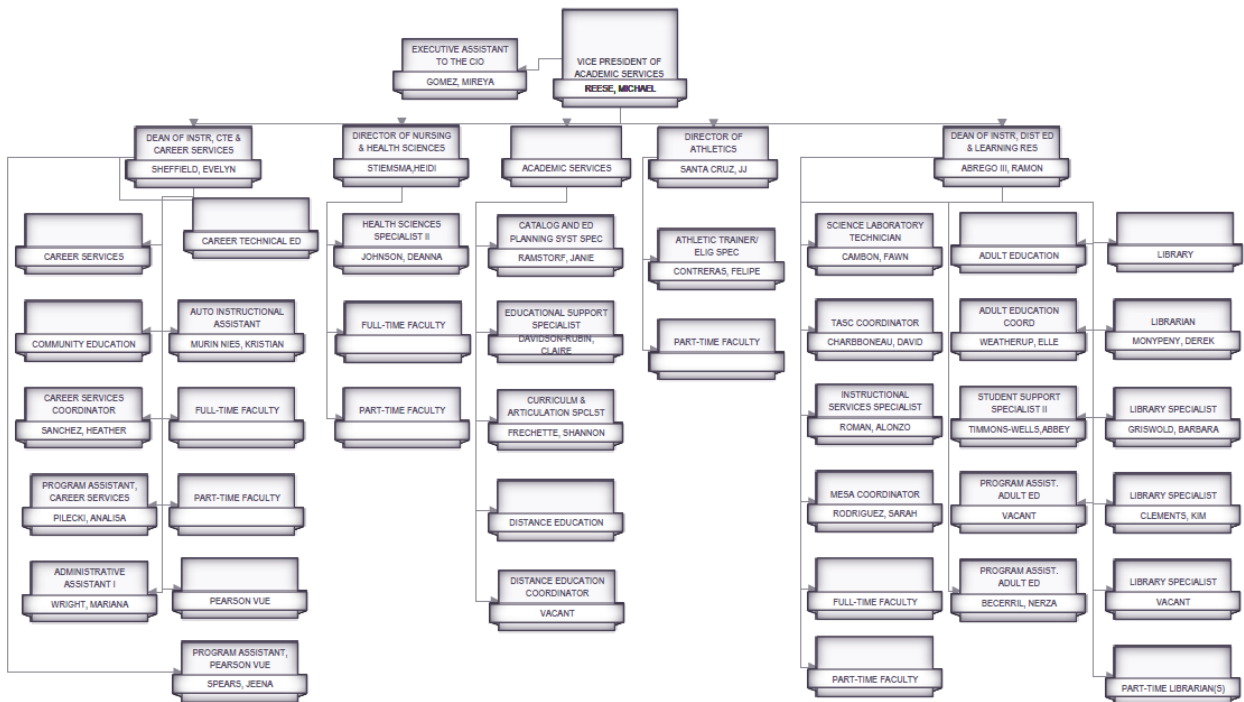 EXECUTIVE ASSISTANT
TO THE CIO
GOMEZ, MIREYA
VICE PRESIDENT OF
ACADEMIC SERVICES
REESE, MICHAEL
DEAN OF INSTR, CTE &
CAREER SERVICES
SHEFFIELD, EVELYN
DIRECTOR OF NURSING
& HEALTH SCIENCES
STIEMSMA,HEIDI
ACADEMIC SERVICES
DIRECTOR OF
ATHLETICS
SANTA CRUZ, JJ
DEAN OF INSTR, DIST ED
& LEARNING RES
ABREGO III, RAMON
CAREER TECHNICAL ED
CAREER SERVICES
COMMUNITY EDUCATION
AUTO INSTRUCTIONAL
ASSISTANT
MURIN NIES, KRISTIAN
CAREER SERVICES
COORDINATOR
SANCHEZ, HEATHER
FULL-TIME FACULTY
PROGRAM ASSISTANT,
CAREER SERVICES
PILECKI, ANALISA
PART-TIME FACULTY
ADMINISTRATIVE
ASSISTANT I
WRIGHT, MARIANA
PEARSON VUE
PROGRAM ASSISTANT,
PEARSON VUE
SPEARS, JEENA
HEALTH SCIENCES
SPECIALIST II
JOHNSON, DEANNA
FULL-TIME FACULTY
PART-TIME FACULTY
CATALOG AND ED
PLANNING SYST SPEC
RAMSTORF, JANIE
EDUCATIONAL SUPPORT
SPECIALIST
DAVIDSON-RUBIN,
CLAIRE
CURRICULM &
ARTICULATION SPCLST
FRECHETTE, SHANNON
DISTANCE EDUCATION
DISTANCE EDUCATION
COORDINATOR
VACANT
ATHLETIC TRAINER/
ELIG SPEC
CONTRERAS, FELIPE
PART-TIME FACULTY
SCIENCE LABORATORY
TECHNICIAN
CAMBON, FAWN
TASC COORDINATOR
CHARBBONEAU, DAVID
INSTRUCTIONAL
SERVICES SPECIALIST
ROMAN, ALONZO
MESA COORDINATOR
RODRIGUEZ, SARAH
FULL-TIME FACULTY
PART-TIME FACULTY
ADULT EDUCATION
ADULT EDUCATION
COORD
WEATHERUP, ELLE
STUDENT SUPPORT
SPECIALIST II
TIMMONS-WELLS,ABBEY
PROGRAM ASSIST.
ADULT ED
VACANT
PROGRAM ASSIST.
ADULT ED
BECERRIL, NERZA
LIBRARY
LIBRARIAN
MONYPENY, DEREK
LIBRARY SPECIALIST
GRISWOLD, BARBARA
LIBRARY SPECIALIST
CLEMENTS, KIM
LIBRARY SPECIALIST
VACANT
PART-TIME LIBRARIAN(S)